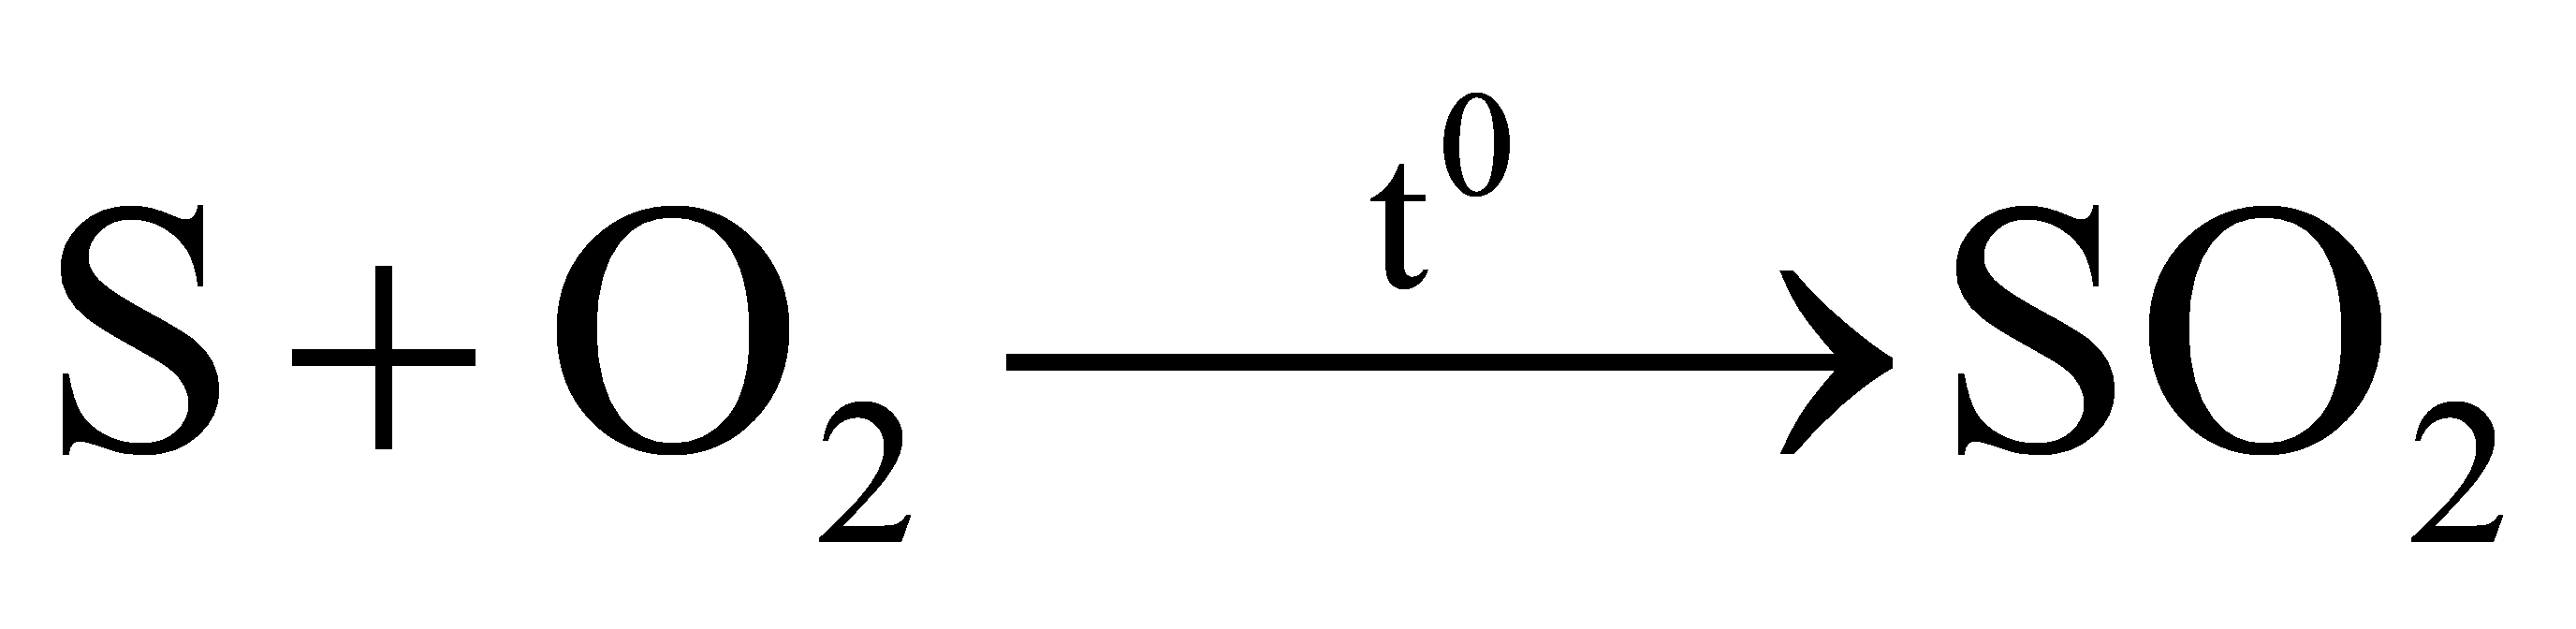 S + O₂ —t⁰→ SO₂